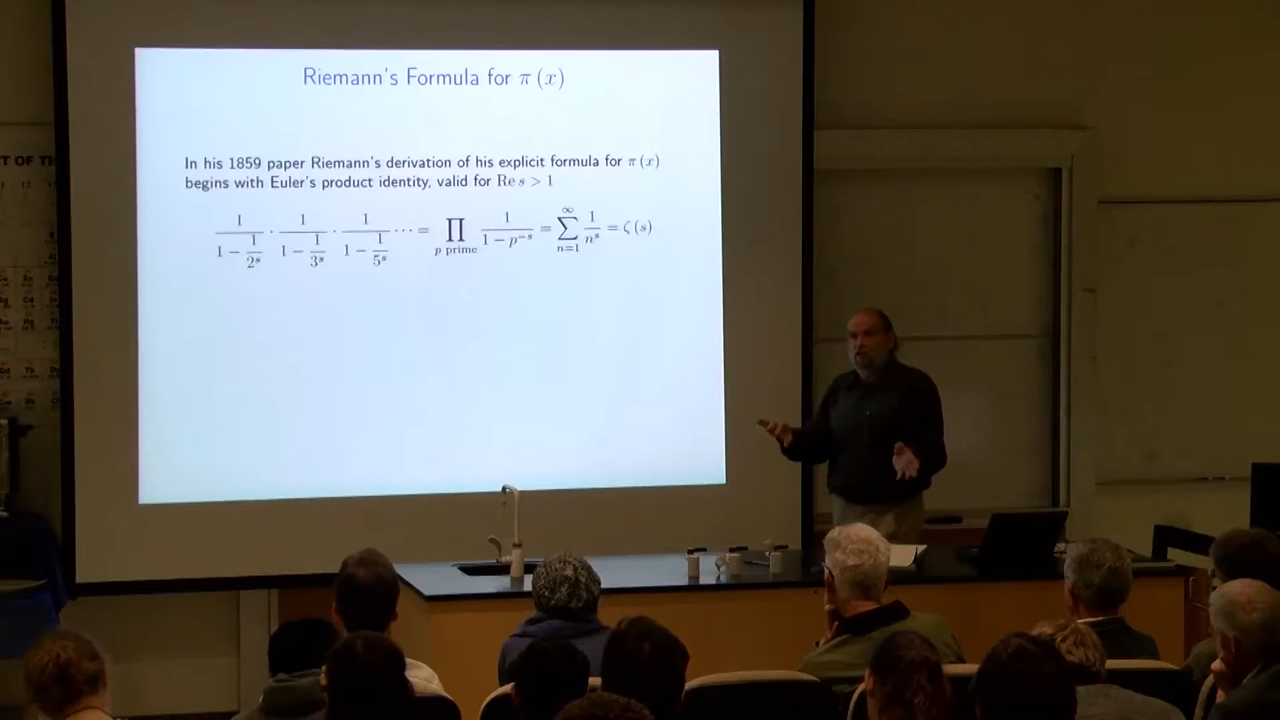 Riemann's Formula for π (x)
In his 1859 paper Riemann's derivation of his explicit formula for π (x)
begins with Euler's product identity, valid for Re s > 1
1/(1 − 1/2^s) · 1/(1 − 1/3^s) · 1/(1 − 1/5^s) ··· = ∏_{p prime} 1/(1 − p^{−s}) = ∑_{n=1}^{∞} 1/n^s = ζ (s)
T OF T